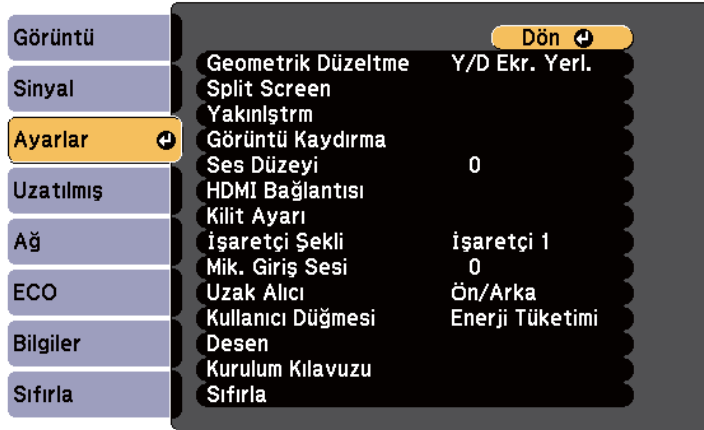 Görüntü
Sinyal
Ayarlar
Uzatılmış
Ağ
ECO
Bilgiler
Sıfırla
Dön
Geometrik Düzeltme Y/D Ekr. Yerl.
Split Screen
Yakınlştrm
Görüntü Kaydırma
Ses Düzeyi 0
HDMI Bağlantısı
Kilit Ayarı
İşaretçi Şekli İşaretçi 1
Mik. Giriş Sesi 0
Uzak Alıcı Ön/Arka
Kullanıcı Düğmesi Enerji Tüketimi
Desen
Kurulum Kılavuzu
Sıfırla